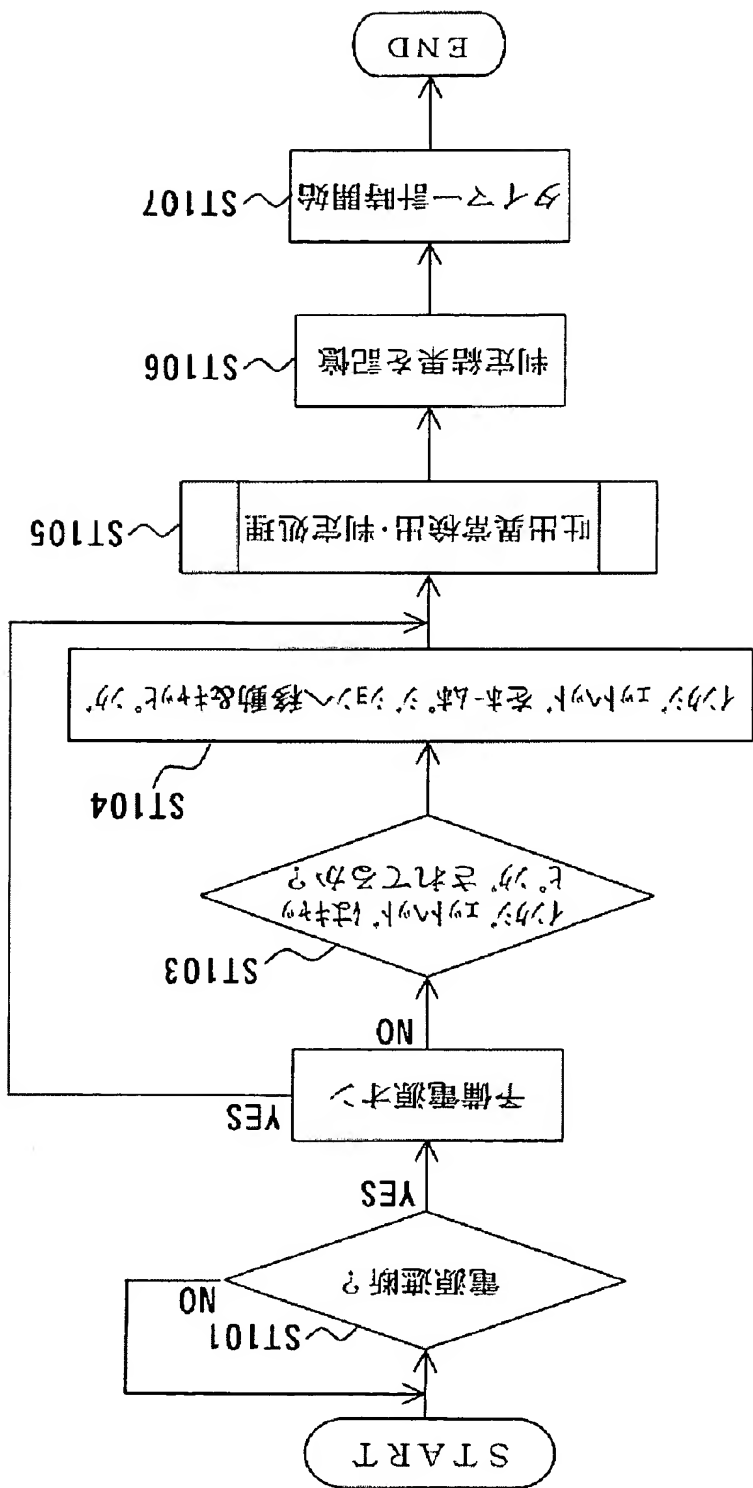 START
電源遮断?
ST101
NO
YES
予備電源オン
YES
NO
インクジェットヘッドはキャッ
ピングされてるか?
ST103
インクジェットヘッドをホームポジションへ移動&キャッピング
ST104
吐出異常検出・判定処理
ST105
判定結果を記憶
ST106
タイマー計時開始
ST107
END